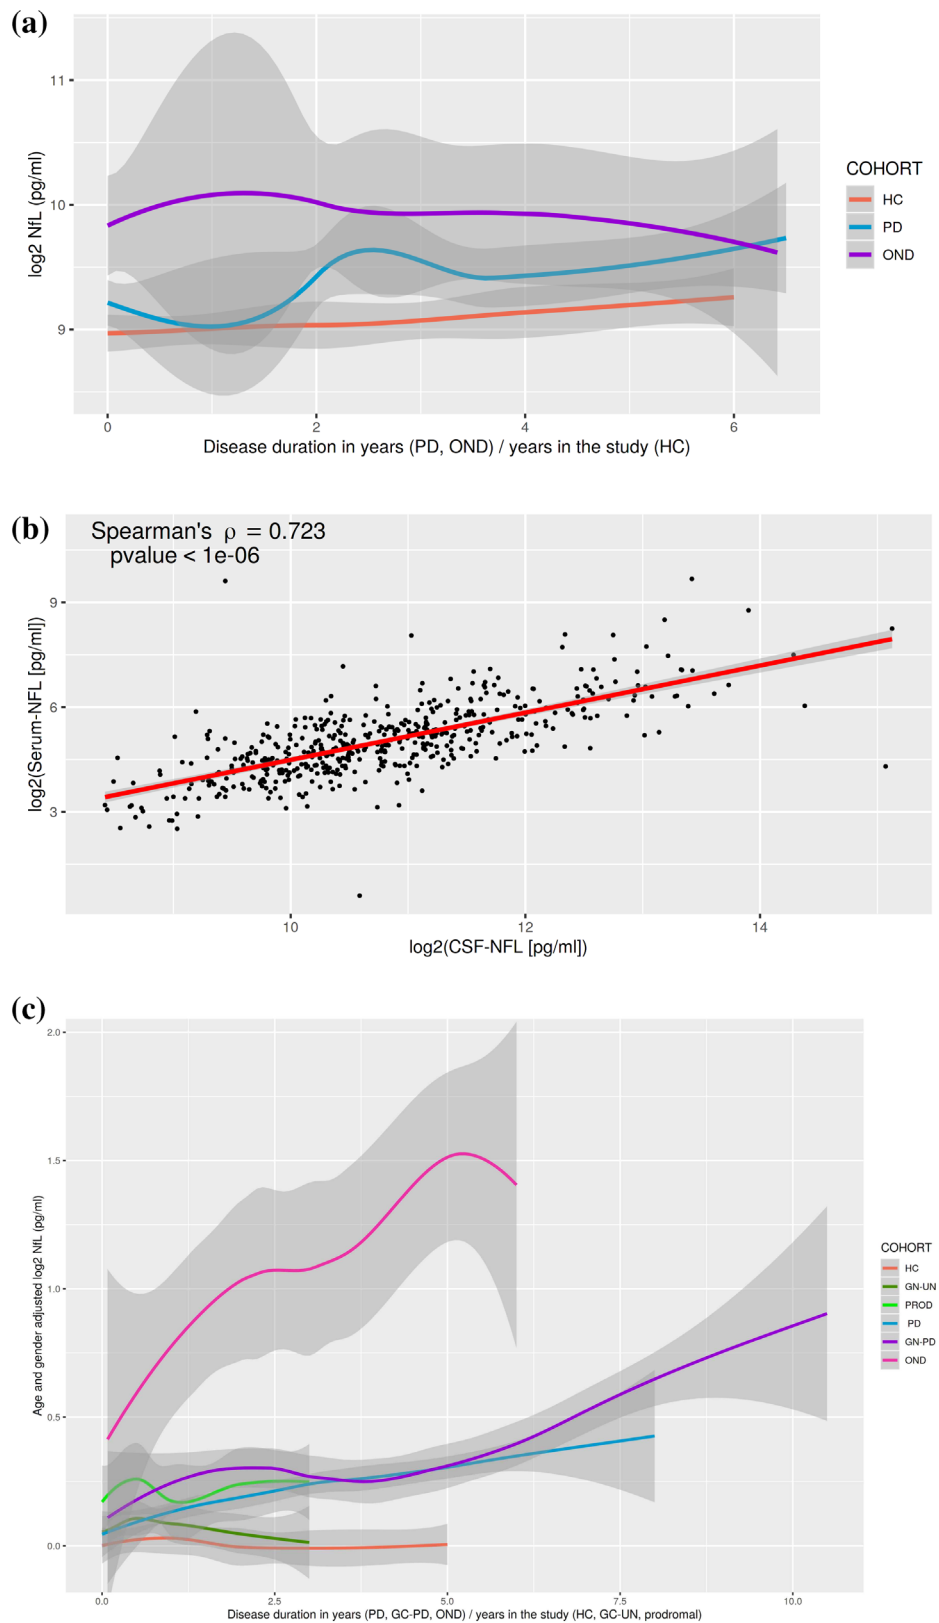 (a)
11
10
9
log2 NfL (pg/ml)
0 2 4 6
Disease duration in years (PD, OND) / years in the study (HC)
COHORT
HC
PD
OND
(b)
Spearman's ρ = 0.723
pvalue < 1e-06
9
6
3
log2(Serum-NFL [pg/ml])
10 12 14
log2(CSF-NFL [pg/ml])
(c)
2.0
1.5
1.0
0.5
0.0
Age and gender adjusted log2 NfL (pg/ml)
0.0 2.5 5.0 7.5 10.0
Disease duration in years (PD, GC-PD, OND) / years in the study (HC, GC-UN, prodromal)
COHORT
HC
GN-UN
PROD
PD
GN-PD
OND